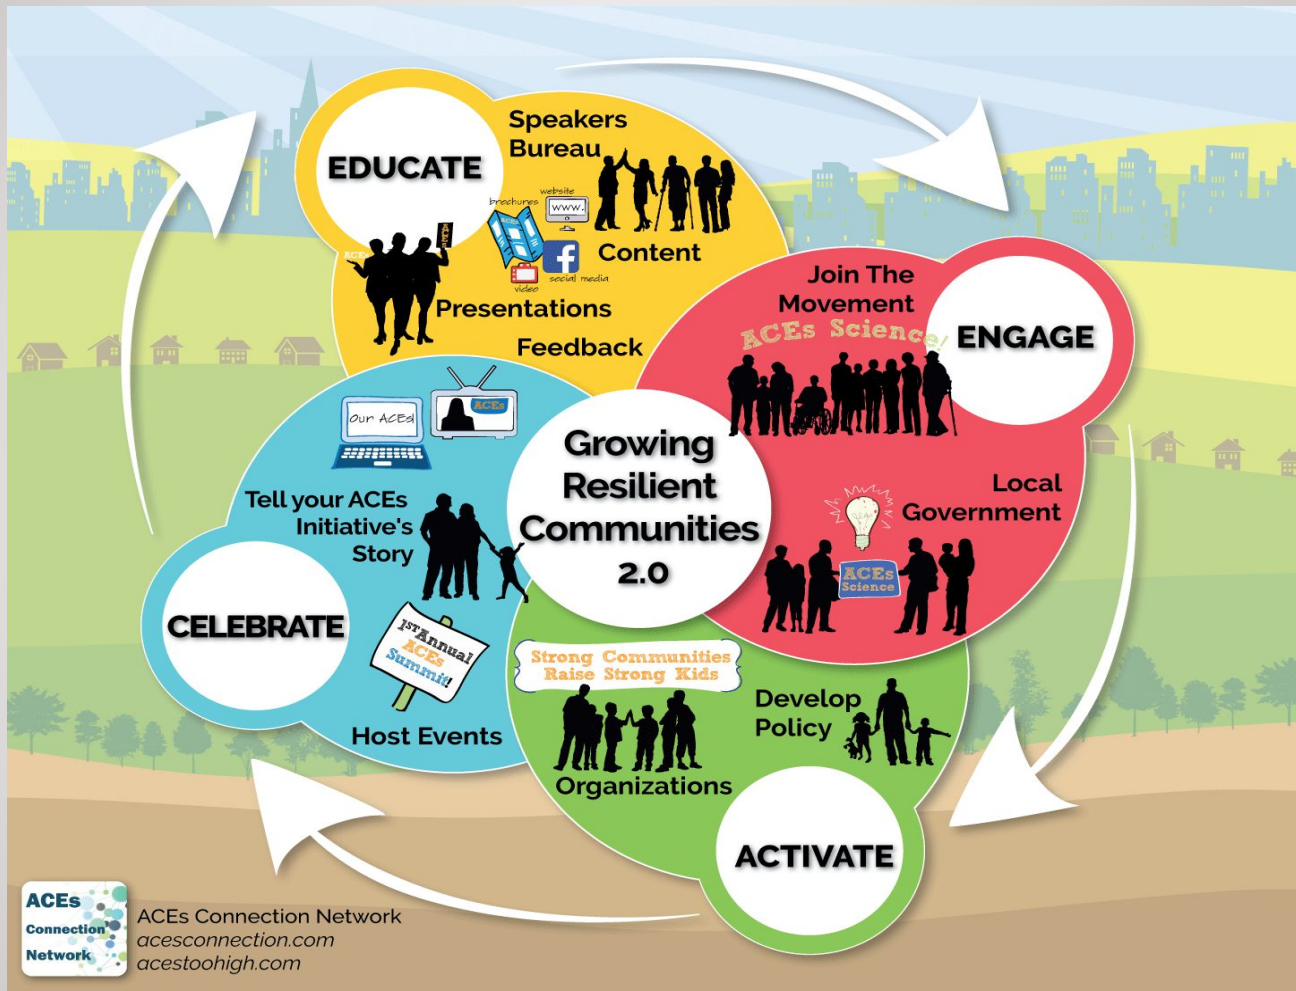 EDUCATE
Speakers
Bureau
website
www.
brochures
ACEs
social media
video
Content
ACEs
Presentations
Feedback
Join The
Movement
ACEs Science!
ENGAGE
Local
Government
ACEs
Science
Growing
Resilient
Communities
2.0
Our ACEs!
ACEs
Tell your ACEs
Initiative's
Story
CELEBRATE
1ST Annual
ACEs
Summit!
Host Events
Strong Communities
Raise Strong Kids
Develop
Policy
Organizations
ACTIVATE
ACEs
Connection
Network
ACEs Connection Network
acesconnection.com
acestoohigh.com